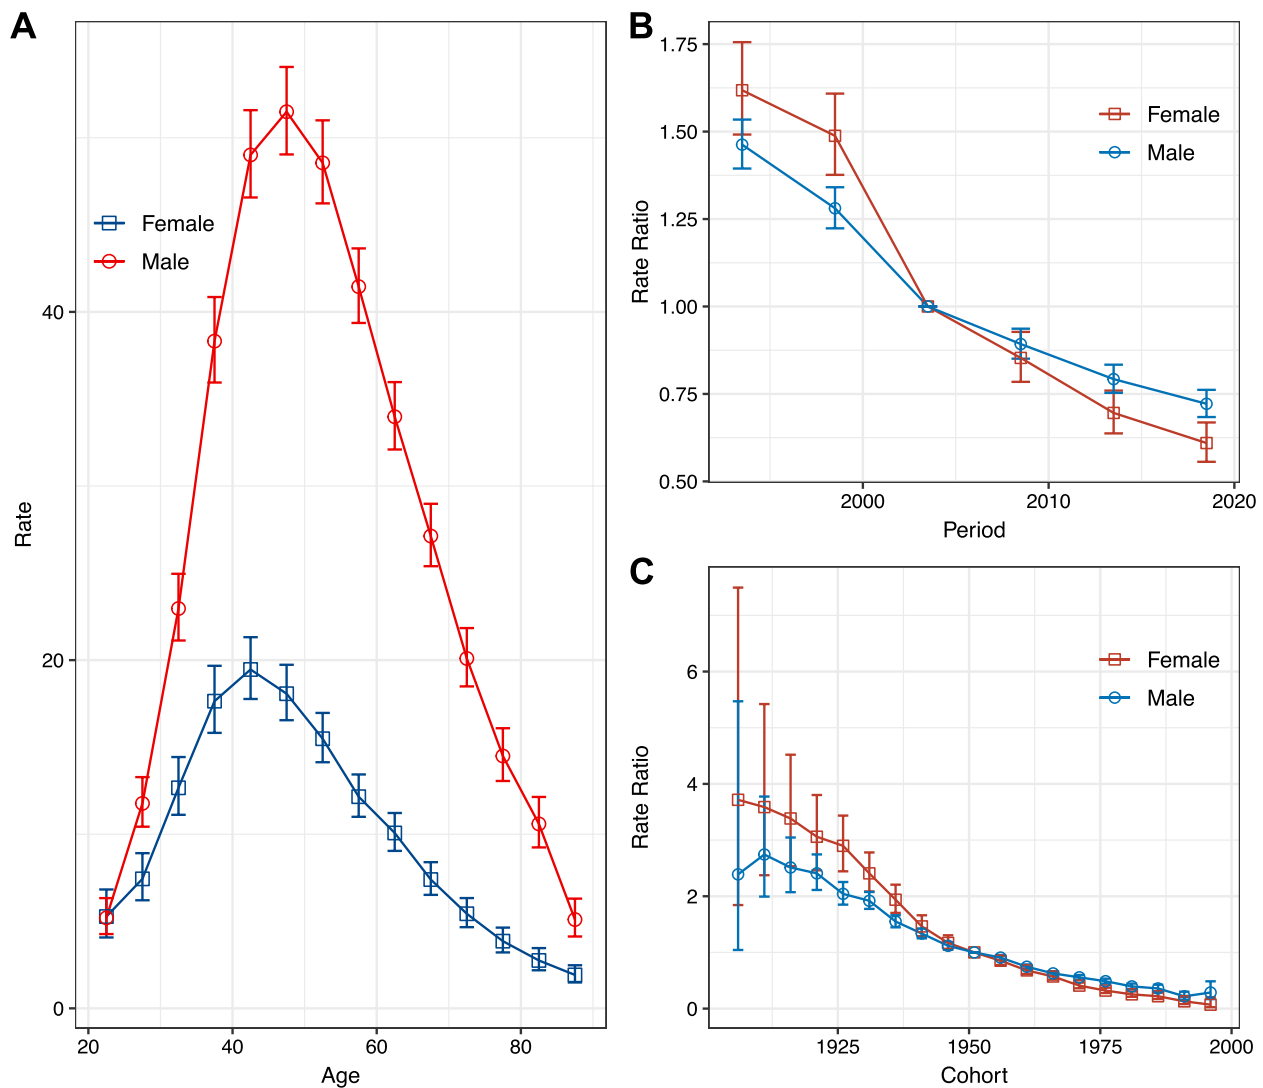 A
Rate
40
20
0
Female
Male
20 40 60 80
Age
B
Rate Ratio
1.75
1.50
1.25
1.00
0.75
0.50
Female
Male
2000 2010 2020
Period
C
Rate Ratio
6
4
2
0
Female
Male
1925 1950 1975 2000
Cohort